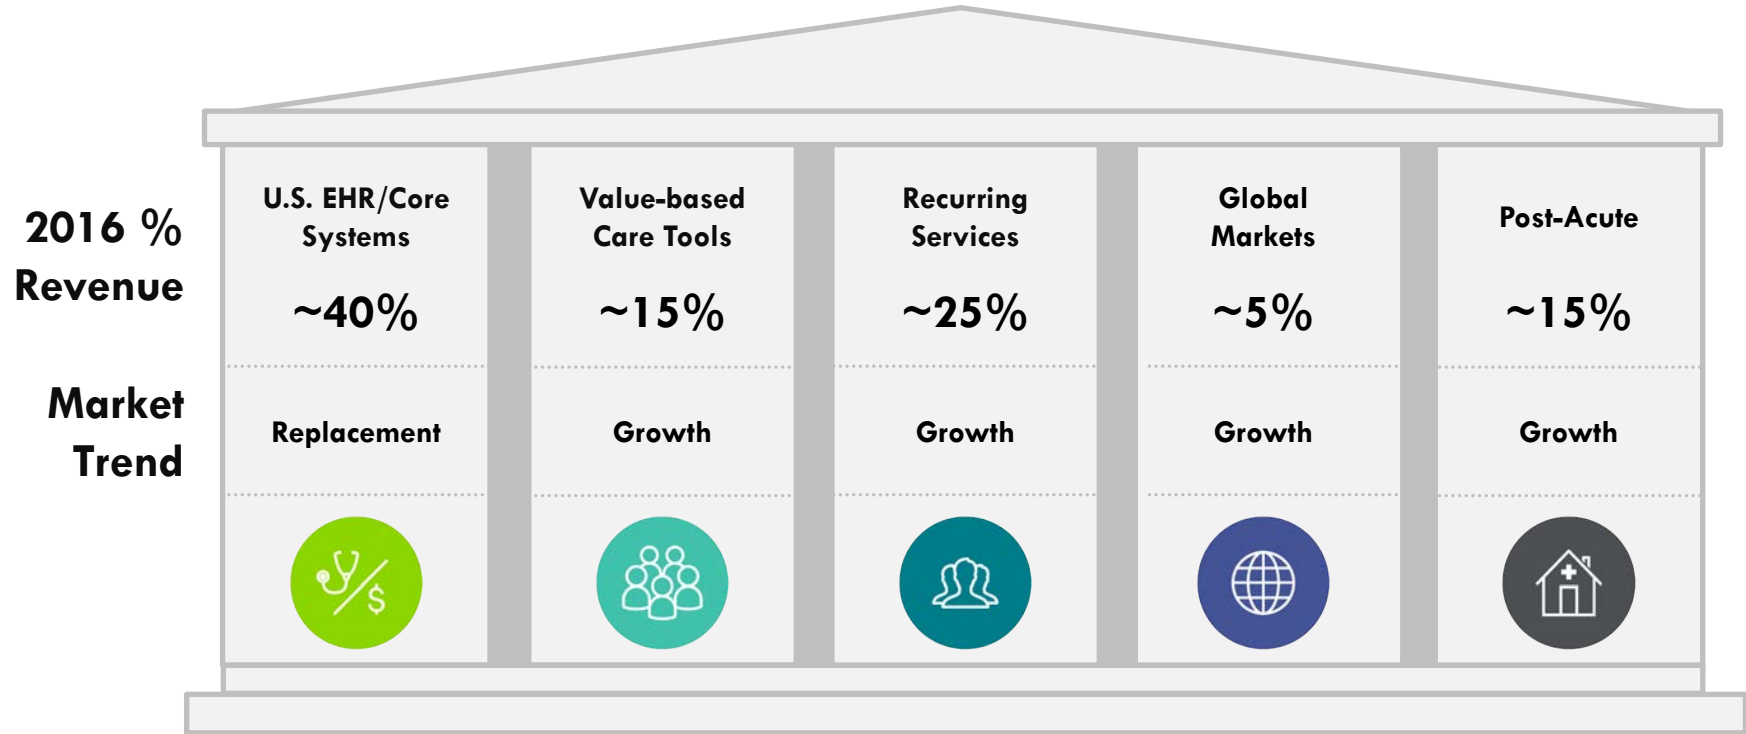 2016 %
Revenue
U.S. EHR/Core
Systems
~40%
Value-based
Care Tools
~15%
Recurring
Services
~25%
Global
Markets
~5%
Post-Acute
~15%
Market
Trend
Replacement
Growth
Growth
Growth
Growth
$